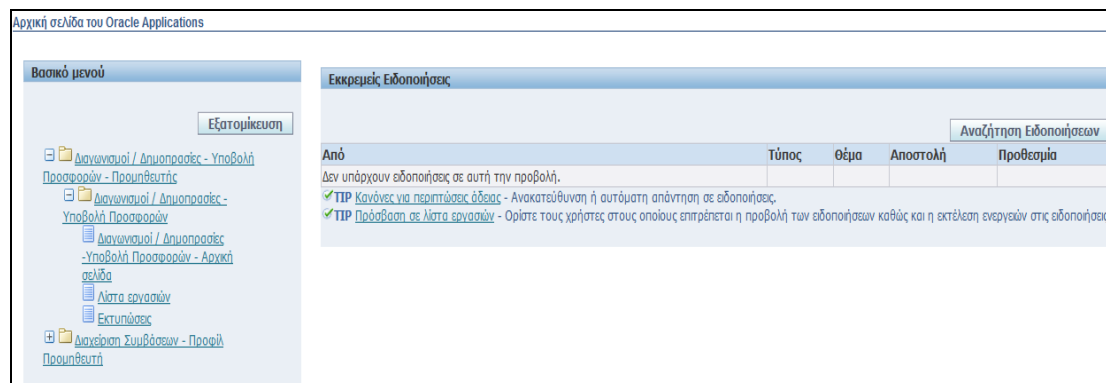 Αρχική σελίδα του Oracle Applications
Βασικό μενού
Εξατομίκευση
Διαγωνισμοί / Δημοπρασίες - Υποβολή
Προσφορών - Προμηθευτής
Διαγωνισμοί / Δημοπρασίες -
Υποβολή Προσφορών
Διαγωνισμοί / Δημοπρασίες
-Υποβολή Προσφορών - Αρχική
σελίδα
Λίστα εργασιών
Εκτυπώσεις
Διαχείριση Συμβάσεων - Προφίλ
Προμηθευτή
Εκκρεμείς Ειδοποιήσεις
Αναζήτηση Ειδοποιήσεων
Από Τύπος Θέμα Αποστολή Προθεσμία
Δεν υπάρχουν ειδοποιήσεις σε αυτή την προβολή.
TIP Κανόνες για περιπτώσεις άδειας - Ανακατεύθυνση ή αυτόματη απάντηση σε ειδοποιήσεις.
TIP Πρόσβαση σε λίστα εργασιών - Ορίστε τους χρήστες στους οποίους επιτρέπεται η προβολή των ειδοποιήσεων καθώς και η εκτέλεση ενεργειών στις ειδοποιήσεις